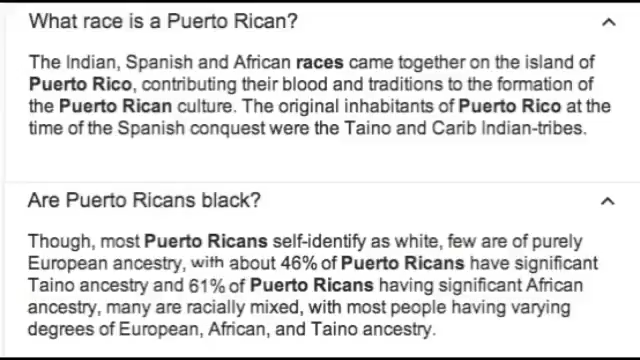 What race is a Puerto Rican?
The Indian, Spanish and African races came together on the island of
Puerto Rico, contributing their blood and traditions to the formation of
the Puerto Rican culture. The original inhabitants of Puerto Rico at the
time of the Spanish conquest were the Taino and Carib Indian-tribes.
Are Puerto Ricans black?
Though, most Puerto Ricans self-identify as white, few are of purely
European ancestry, with about 46% of Puerto Ricans have significant
Taino ancestry and 61% of Puerto Ricans having significant African
ancestry, many are racially mixed, with most people having varying
degrees of European, African, and Taino ancestry.